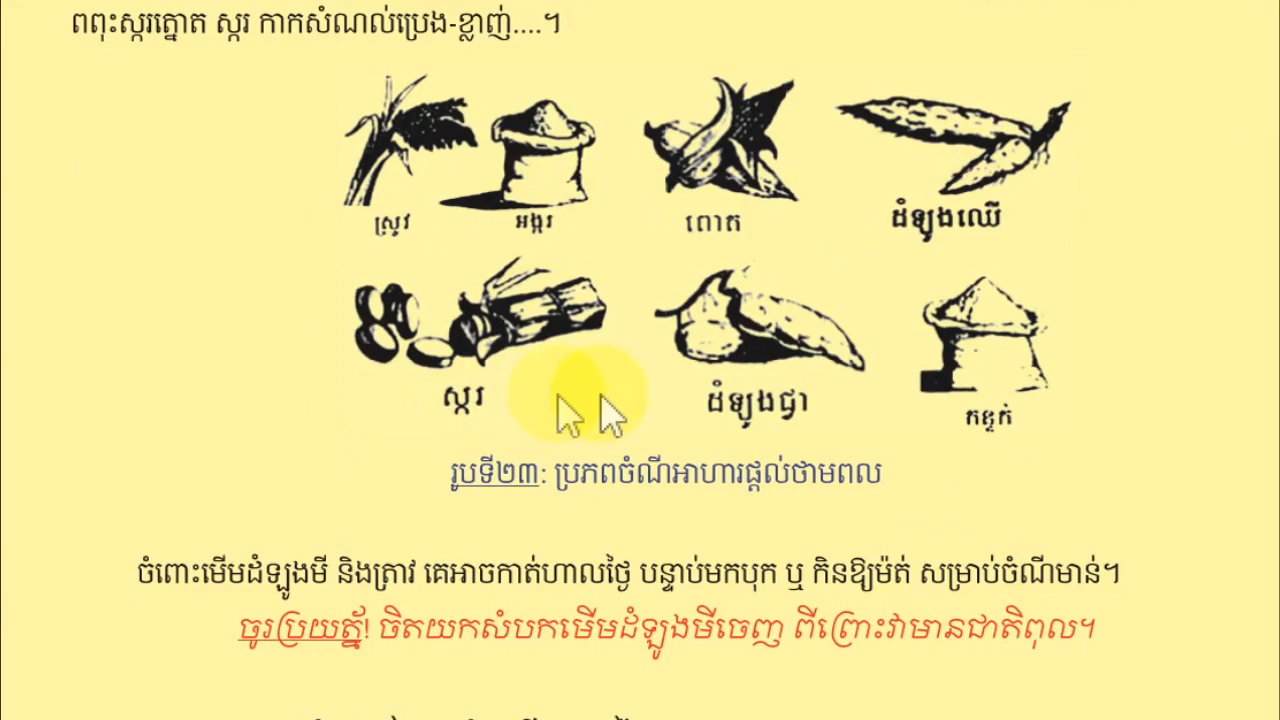 ពពុះស្ករត្នោត ស្ករ កាកសំណល់ប្រេង-ខ្លាញ់....។
ស្រូវ អង្ករ ពោត ដំឡូងឈើ
ស្ករ ដំឡូងជ្វា កន្ទក់
រូបទី២៣: ប្រភពចំណីអាហារផ្តល់ថាមពល
ចំពោះមើមដំឡូងមី និងត្រាវ គេអាចកាត់ហាលថ្ងៃ បន្ទាប់មកបុក ឬ កិនឱ្យម៉ត់ សម្រាប់ចំណីមាន់។
ចូរប្រយត្ន័! ចិតយកសំបកមើមដំឡូងមីចេញ ពីព្រោះវាមានជាតិពុល។